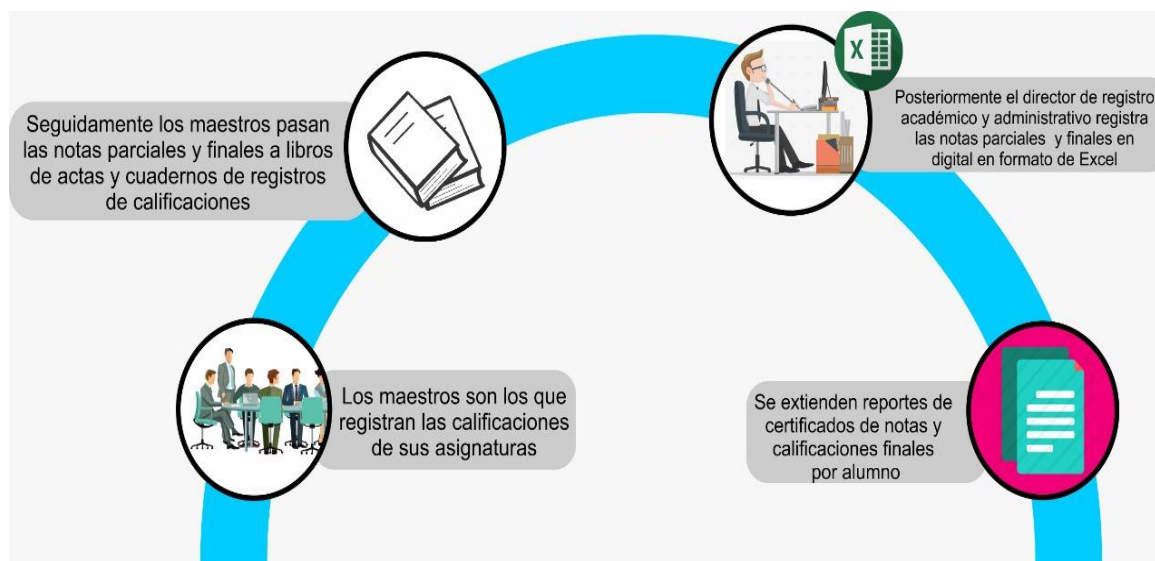 Seguidamente los maestros pasan
las notas parciales y finales a libros
de actas y cuadernos de registros
de calificaciones
X
Posteriormente el director de registro
académico y administrativo registra
las notas parciales y finales en
digital en formato de Excel
Los maestros son los que
registran las calificaciones
de sus asignaturas
Se extienden reportes de
certificados de notas y
calificaciones finales
por alumno